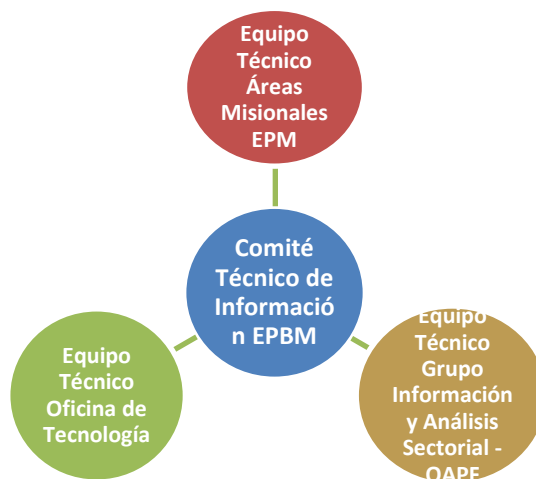 Equipo
Técnico
Áreas
Misionales
EPM
Comité
Técnico de
Informació
n EPBM
Equipo
Técnico
Oficina de
Tecnología
Equipo
Técnico
Grupo
Información
y Análisis
Sectorial -
OAPF